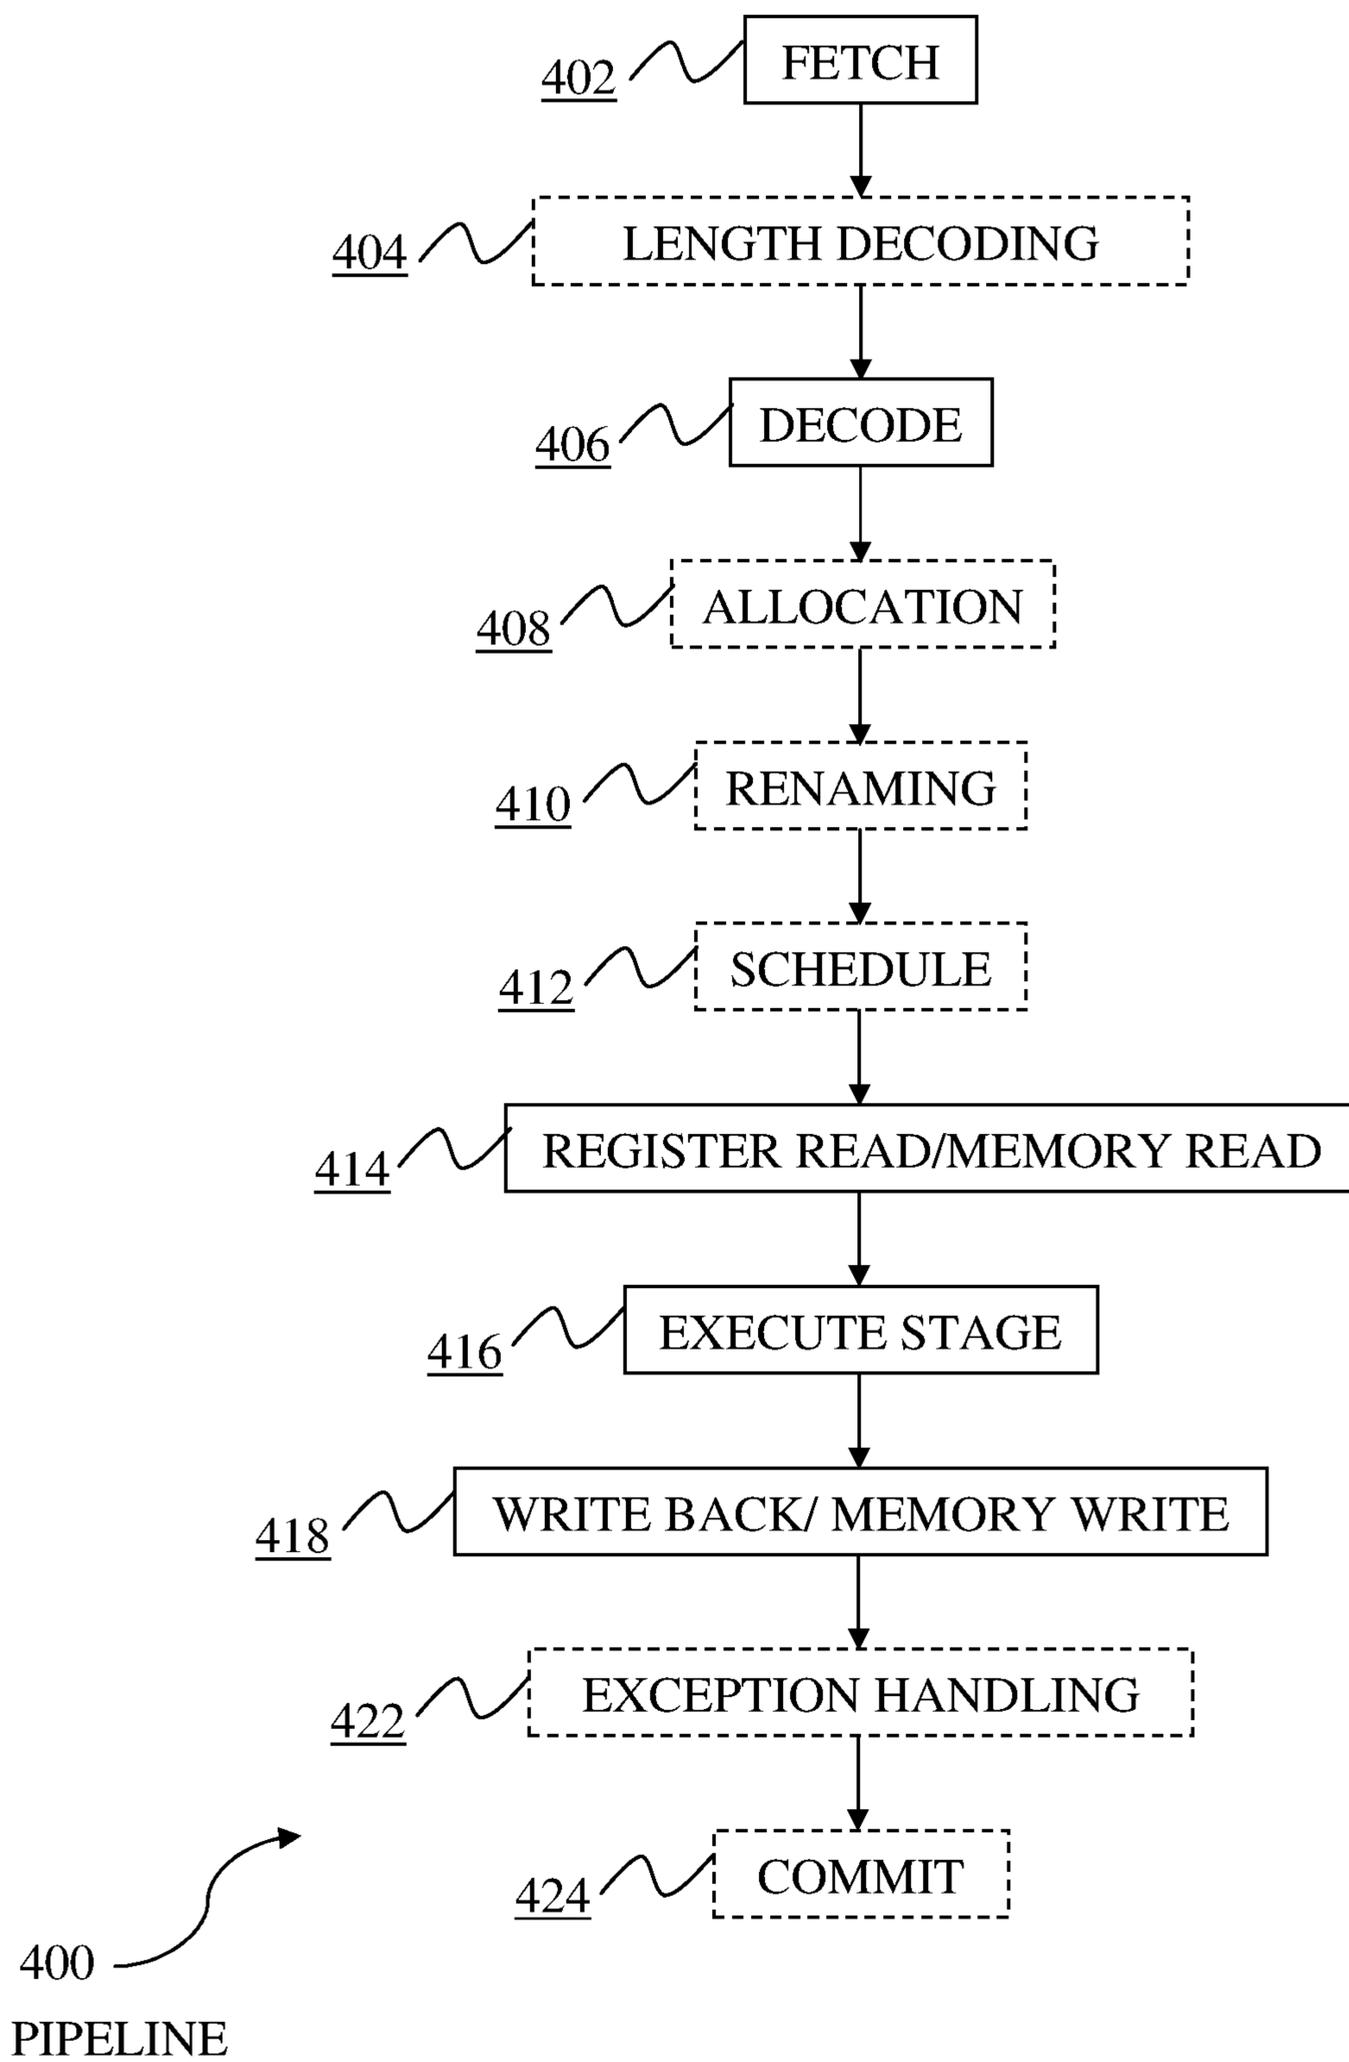 FETCH
402
LENGTH DECODING
404
DECODE
406
ALLOCATION
408
RENAMING
410
SCHEDULE
412
REGISTER READ/MEMORY READ
414
EXECUTE STAGE
416
WRITE BACK/ MEMORY WRITE
418
EXCEPTION HANDLING
422
COMMIT
424
400
PIPELINE